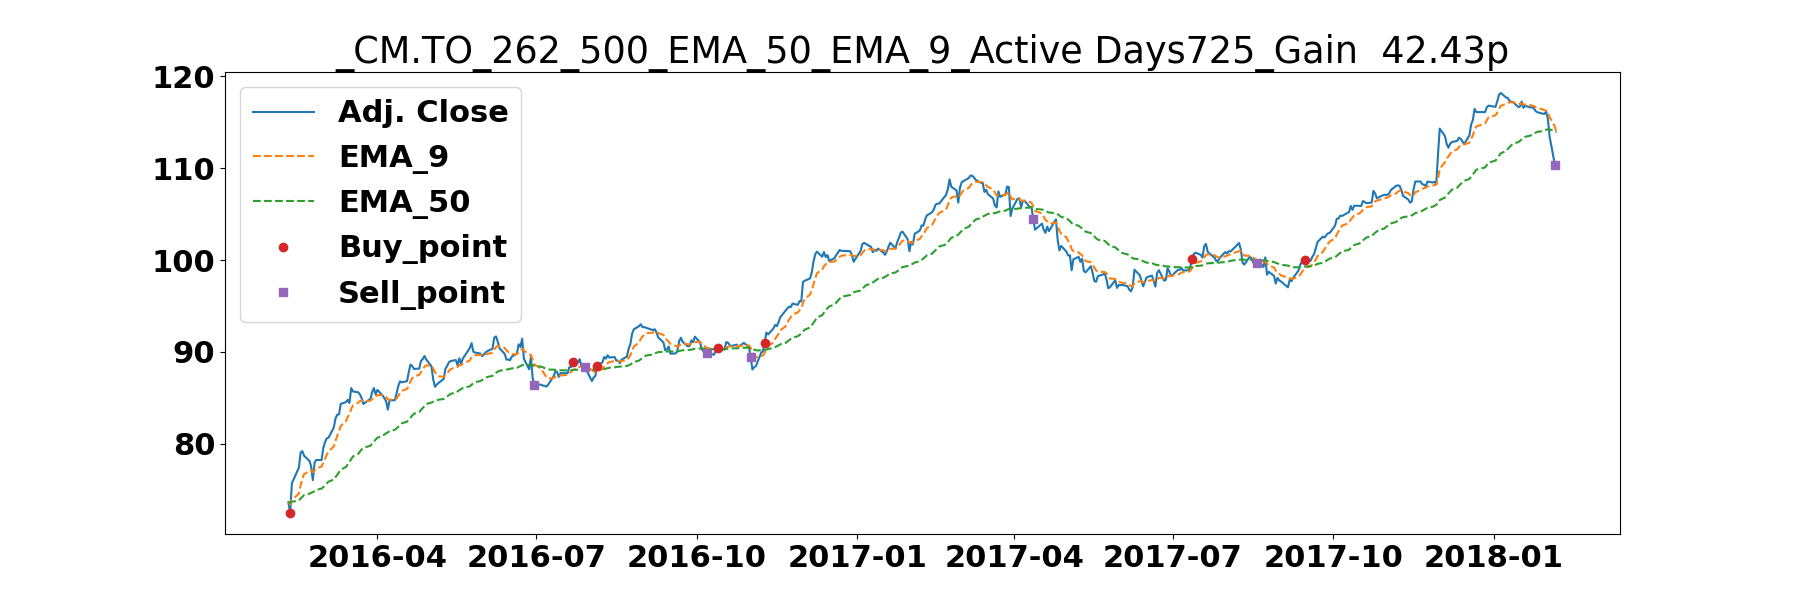 _CM.TO_262_500_EMA_50_EMA_9_Active Days725_Gain  42.43p
120
110
100
90
80
Adj. Close
EMA_9
EMA_50
Buy_point
Sell_point
2016-04 2016-07 2016-10 2017-01 2017-04 2017-07 2017-10 2018-01